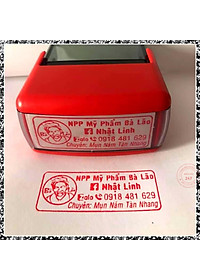 NPP Mỹ Phẩm Bà Lão
Nhật Linh
Zalo 0918 481 629
Chuyên: Mụn Nám Tàn Nhang
NPP Mỹ Phẩm Bà Lão
Nhật Linh
Zalo 0918 481 629
Chuyên: Mụn Nám Tàn Nhang